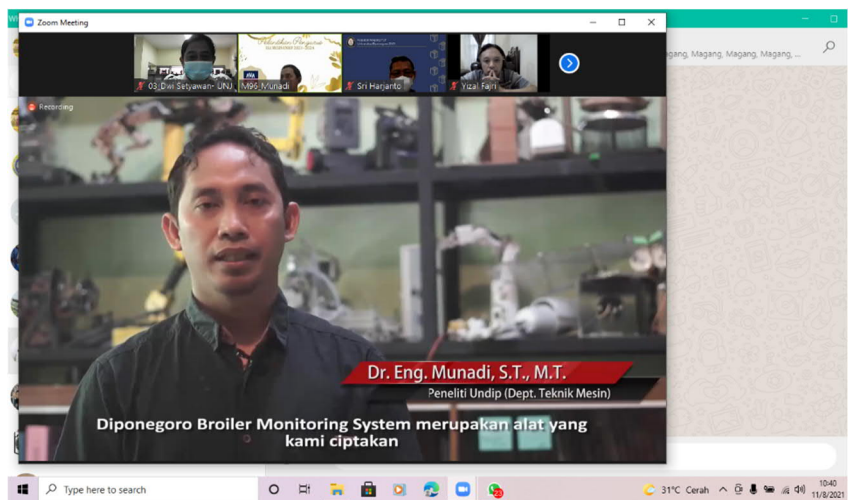 Zoom Meeting
03_Dwi Setyawan- UNJ
M96-Munadi
Sri Harjanto
Yizal Fajri
gang, Magang, Magang, Magang, ...
Recording
Dr. Eng. Munadi, S.T., M.T.
Peneliti Undip (Dept. Teknik Mesin)
Diponegoro Broiler Monitoring System merupakan alat yang
kami ciptakan
Type here to search
23
31°C Cerah
10:40
11/8/2021